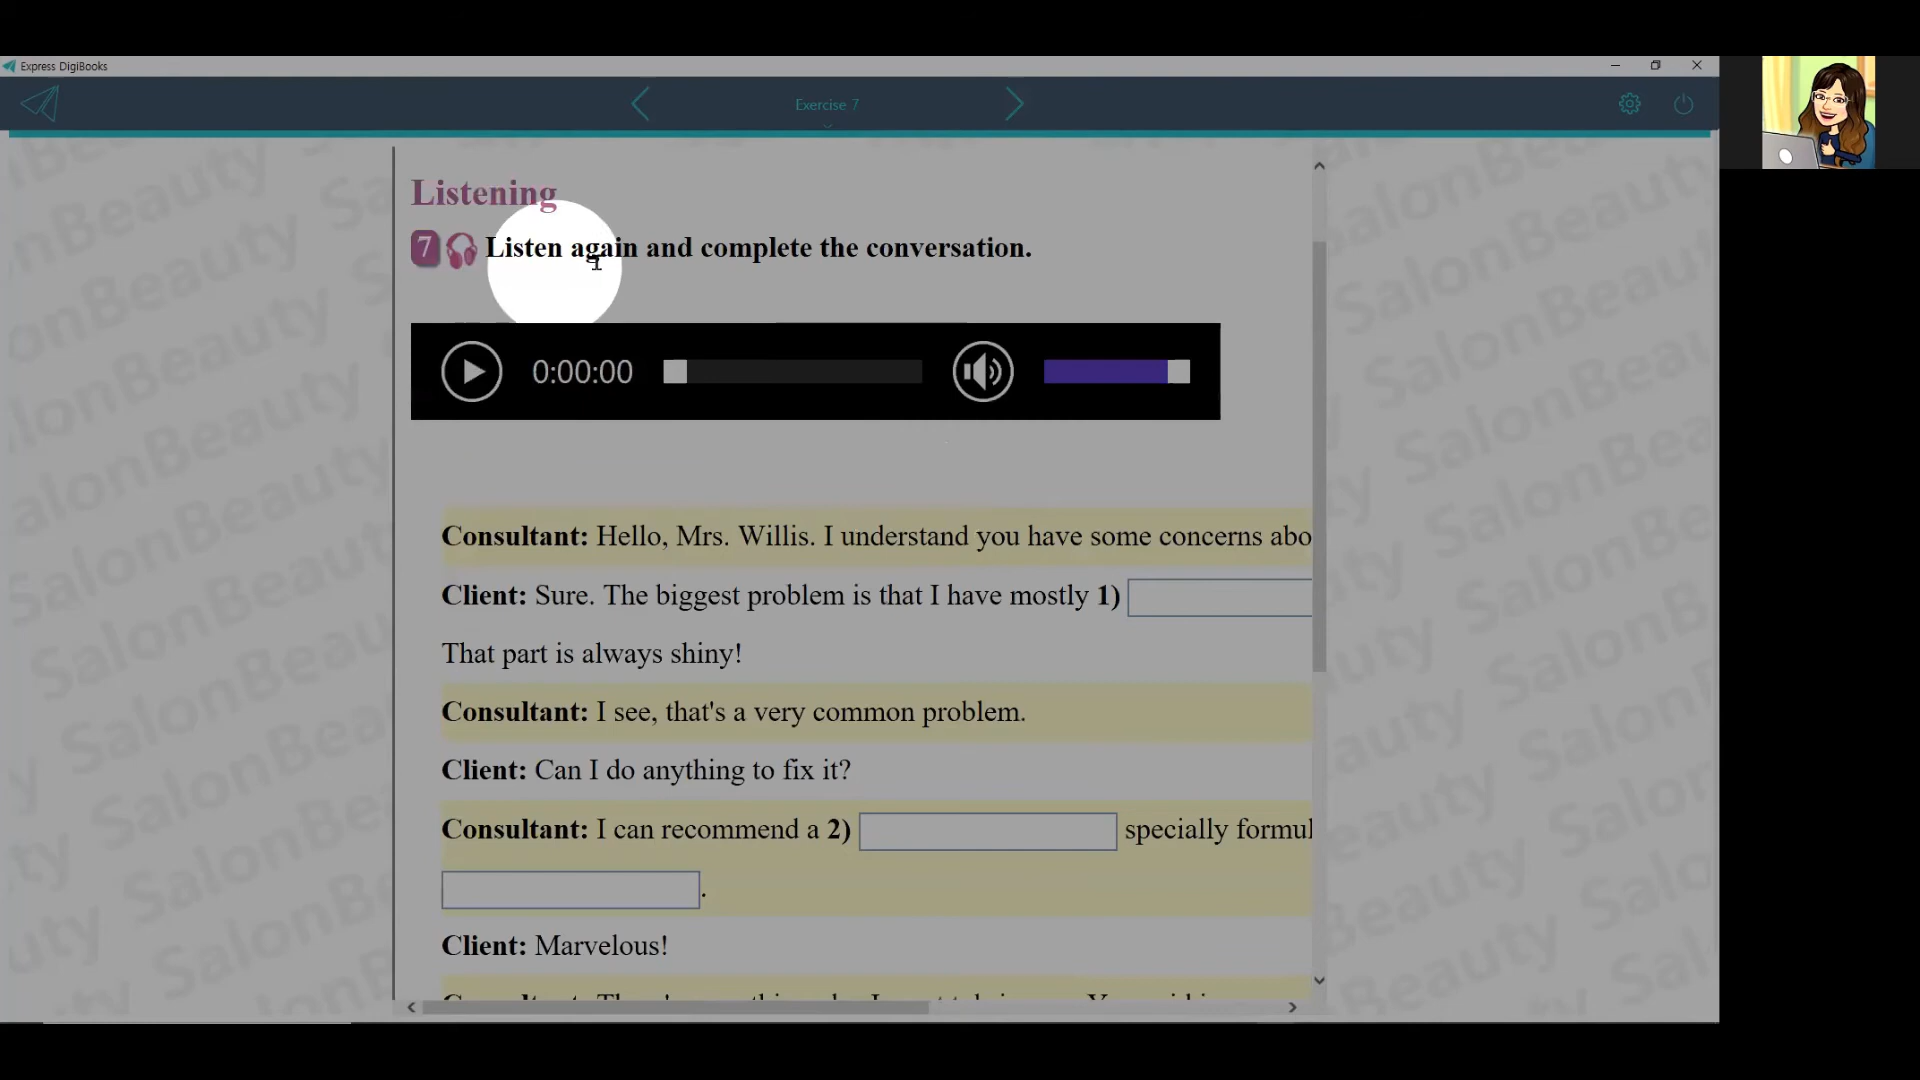 Express DigiBooks
Exercise 7
Listening
7 Listen again and complete the conversation.
0:00:00
Consultant: Hello, Mrs. Willis. I understand you have some concerns abo
Client: Sure. The biggest problem is that I have mostly 1)
That part is always shiny!
Consultant: I see, that's a very common problem.
Client: Can I do anything to fix it?
Consultant: I can recommend a 2) specially formul
.
Client: Marvelous!
SalonBeauty SalonBeauty SalonBeauty